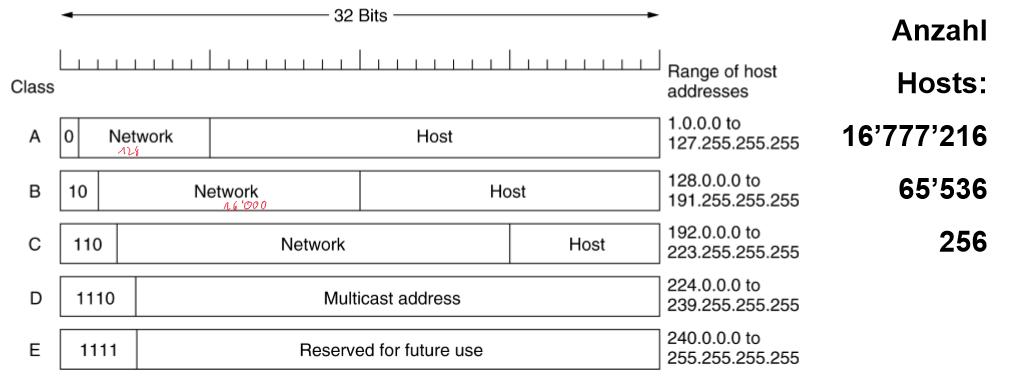 32 Bits
Anzahl
Hosts:
Class
Range of host
addresses
A
0
Network
128
Host
1.0.0.0 to
127.255.255.255
16’777’216
B
10
Network
16'000
Host
128.0.0.0 to
191.255.255.255
65’536
C
110
Network
Host
192.0.0.0 to
223.255.255.255
256
D
1110
Multicast address
224.0.0.0 to
239.255.255.255
E
1111
Reserved for future use
240.0.0.0 to
255.255.255.255